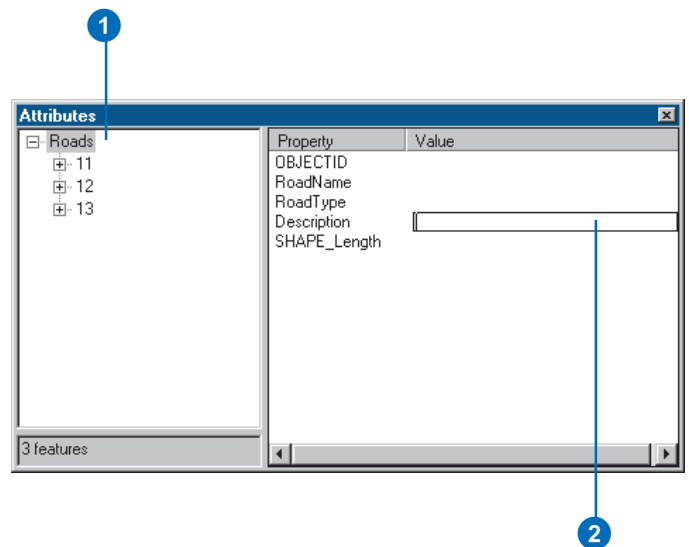 1
Attributes
Roads
11
12
13
3 features
Property Value
OBJECTID
RoadName
RoadType
Description
SHAPE_Length
2